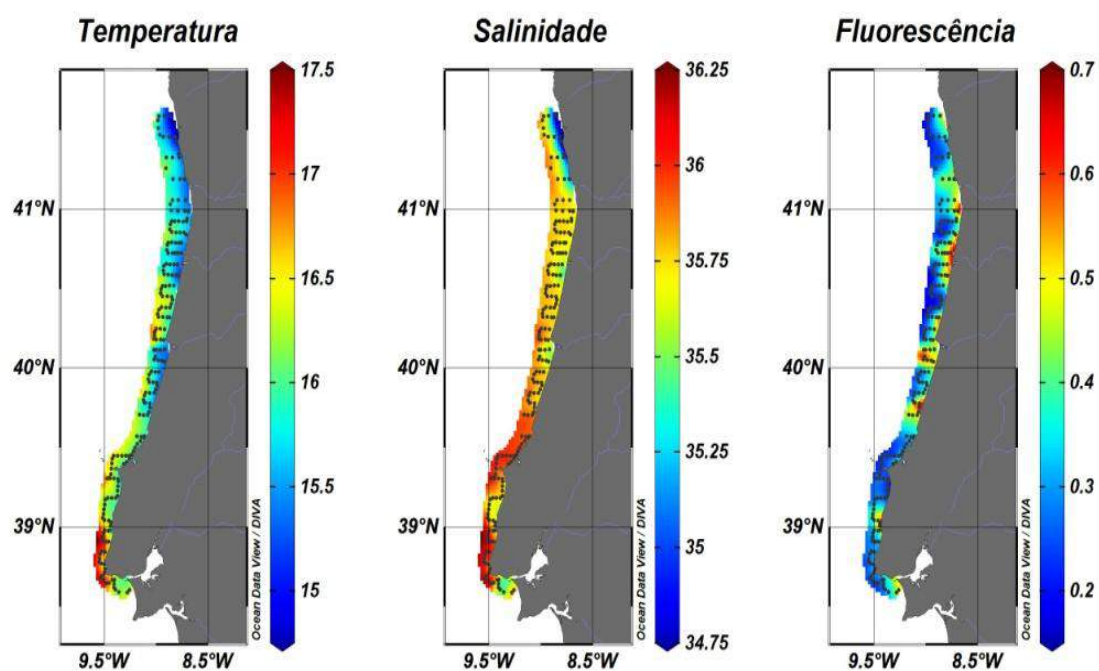 Temperatura
Salinidade
Fluorescência
17.5
17
16.5
16
15.5
15
41°N
40°N
39°N
9.5°W
8.5°W
Ocean Data View / DIVA
36.25
36
35.75
35.5
35.25
35
34.75
41°N
40°N
39°N
9.5°W
8.5°W
Ocean Data View / DIVA
0.7
0.6
0.5
0.4
0.3
0.2
41°N
40°N
39°N
9.5°W
8.5°W
Ocean Data View / DIVA